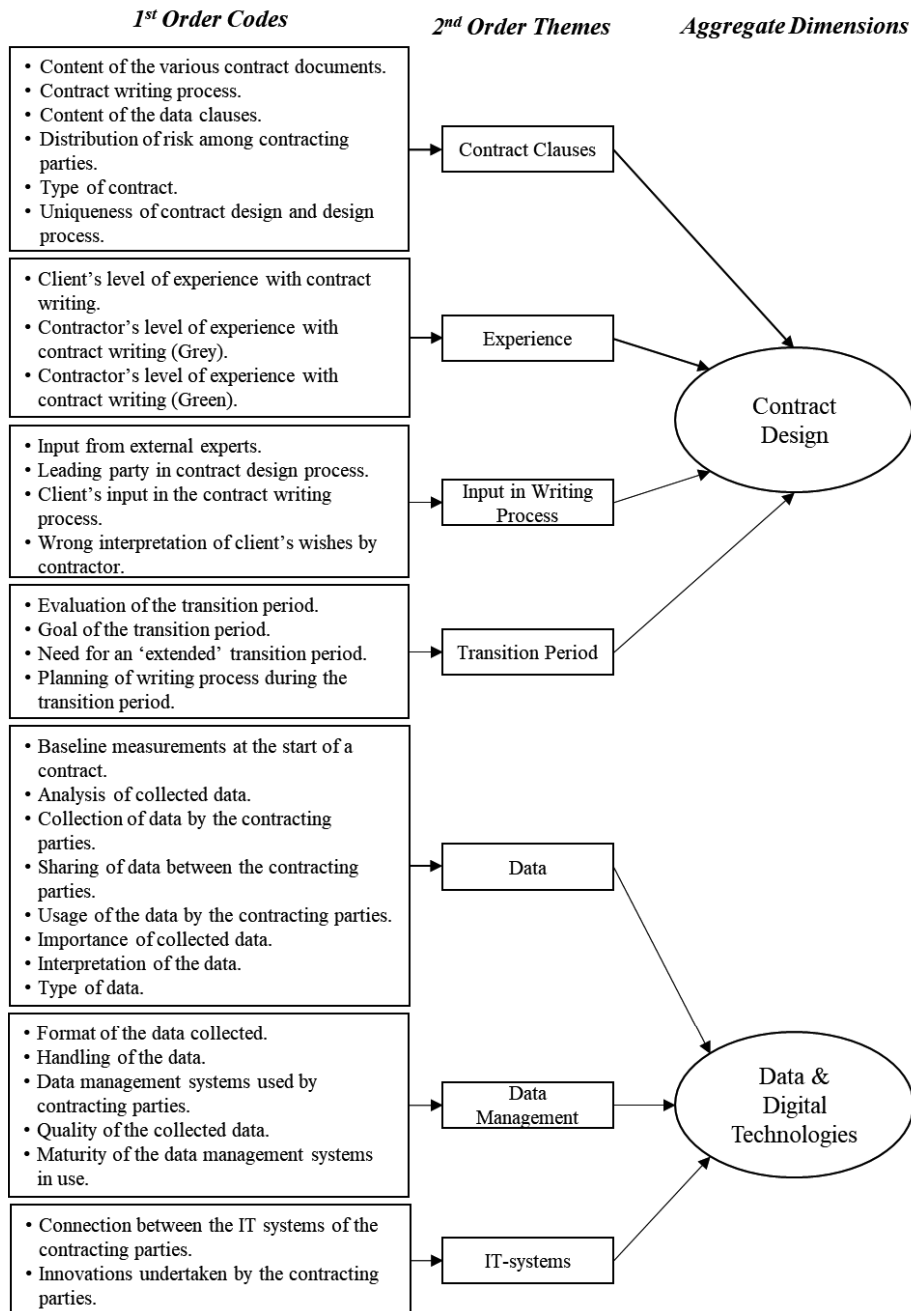 1st Order Codes
2nd Order Themes
Aggregate Dimensions
• Content of the various contract documents.
• Contract writing process.
• Content of the data clauses.
• Distribution of risk among contracting
parties.
• Type of contract.
• Uniqueness of contract design and design
process.
Contract Clauses
• Client's level of experience with contract
writing.
• Contractor's level of experience with
contract writing (Grey).
• Contractor's level of experience with
contract writing (Green).
Experience
Contract
Design
• Input from external experts.
• Leading party in contract design process.
• Client's input in the contract writing
process.
• Wrong interpretation of client's wishes by
contractor.
Input in Writing
Process
• Evaluation of the transition period.
• Goal of the transition period.
• Need for an ‘extended’ transition period.
• Planning of writing process during the
transition period.
Transition Period
• Baseline measurements at the start of a
contract.
• Analysis of collected data.
• Collection of data by the contracting
parties.
• Sharing of data between the contracting
parties.
• Usage of the data by the contracting parties.
• Importance of collected data.
• Interpretation of the data.
• Type of data.
Data
• Format of the data collected.
• Handling of the data.
• Data management systems used by
contracting parties.
• Quality of the collected data.
• Maturity of the data management systems
in use.
Data
Management
Data &
Digital
Technologies
• Connection between the IT systems of the
contracting parties.
• Innovations undertaken by the contracting
parties.
IT-systems